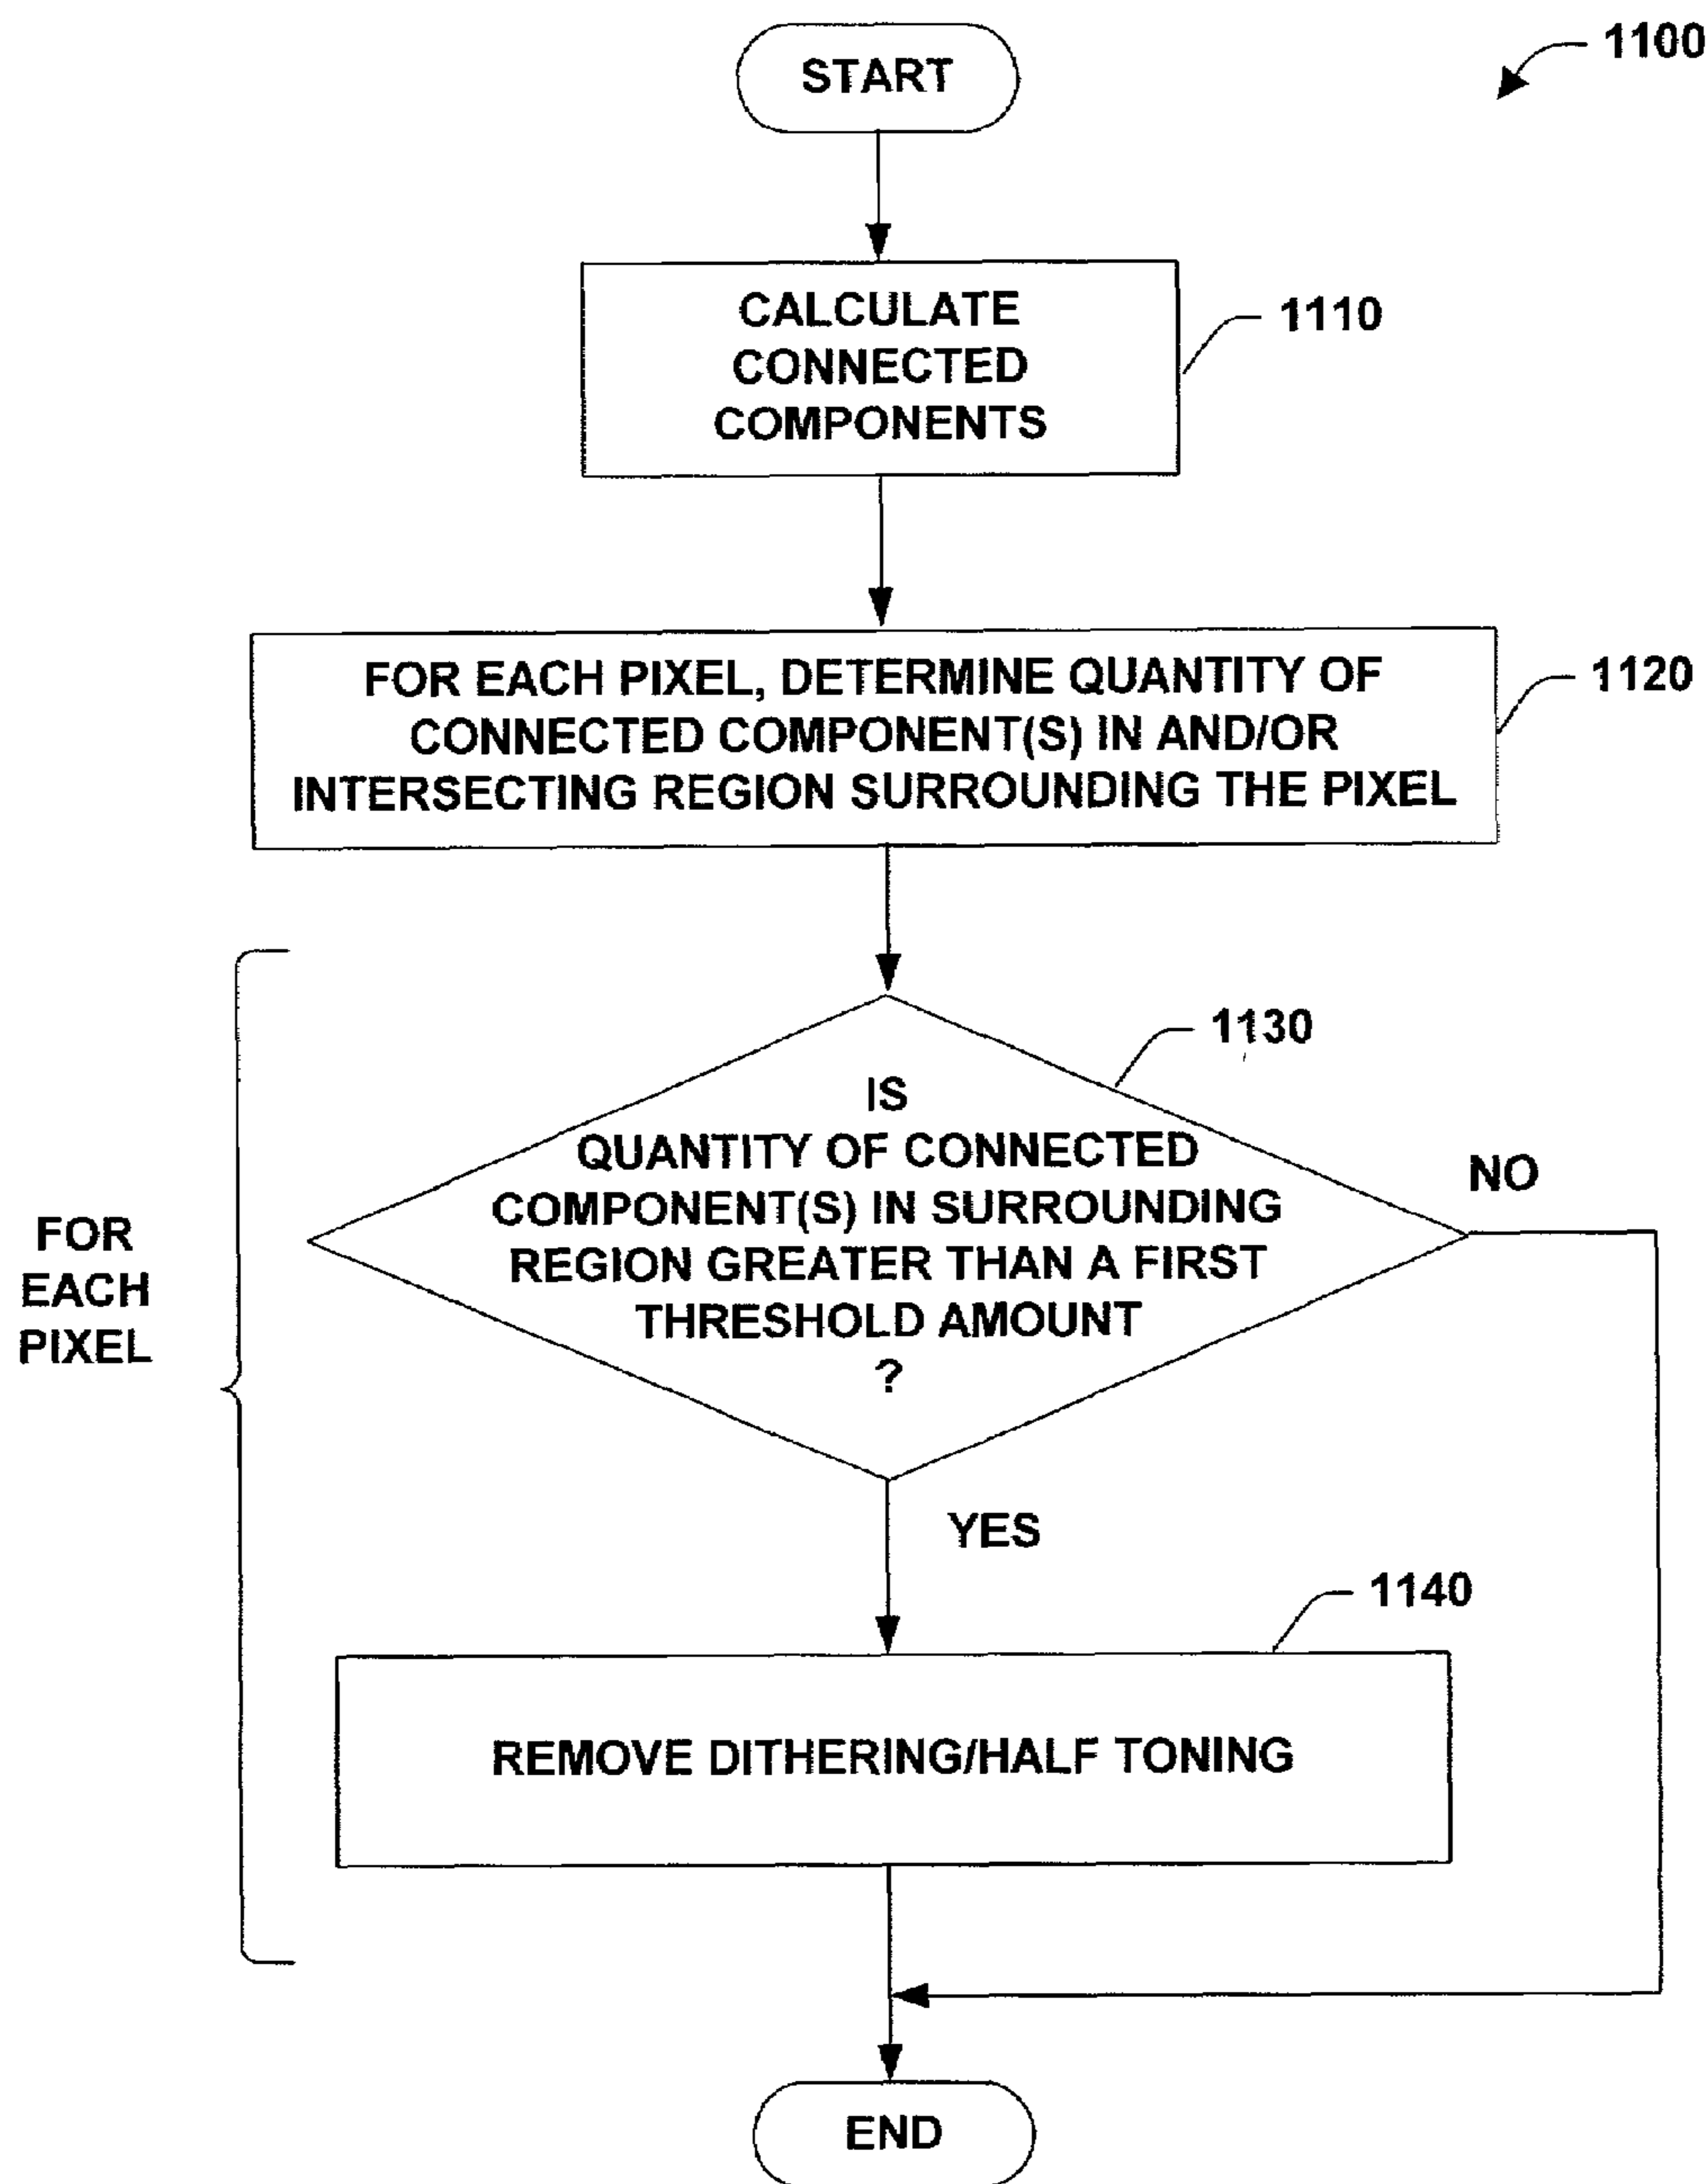 1100
START
CALCULATE
CONNECTED
COMPONENTS
1110
FOR EACH PIXEL, DETERMINE QUANTITY OF
CONNECTED COMPONENT(S) IN AND/OR
INTERSECTING REGION SURROUNDING THE PIXEL
1120
FOR
EACH
PIXEL
1130
IS
QUANTITY OF CONNECTED
COMPONENT(S) IN SURROUNDING
REGION GREATER THAN A FIRST
THRESHOLD AMOUNT
?
NO
YES
1140
REMOVE DITHERING/HALF TONING
END